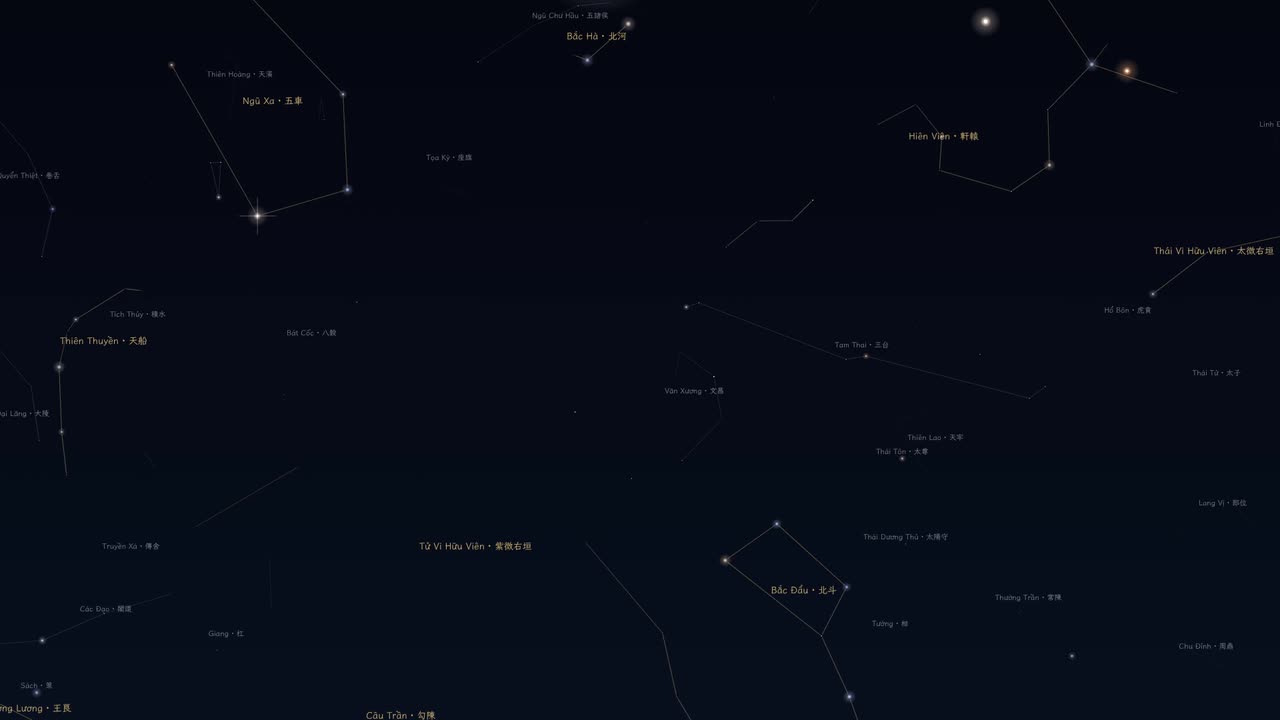 Ngũ Chư Hầu • 五諸侯
Bắc Hà • 北河
Thiên Hoàng • 天潢
Ngũ Xa • 五車
Linh Đ
Hiên Viên • 軒轅
Tọa Kỳ • 座旗
Quyển Thiệt • 卷舌
Thái Vi Hữu Viên • 太微右垣
Hổ Bôn • 虎賁
Tích Thủy • 積水
Bát Cốc • 八穀
Thiên Thuyền • 天船
Tam Thai • 三台
Thái Tử • 太子
Văn Xương • 文昌
ại Lăng • 大陵
Thiên Lao • 天牢
Thái Tôn • 太尊
Lang Vị • 郎位
Thái Dương Thủ • 太陽守
Truyền Xá • 傳舍
Tử Vi Hữu Viên • 紫微右垣
Bắc Đẩu • 北斗
Thường Trần • 常陳
Các Đạo • 閣道
Tướng • 相
Giang • 杠
Chu Đỉnh • 周鼎
Sách • 策
ng Lương • 王良
Câu Trần • 勾陳